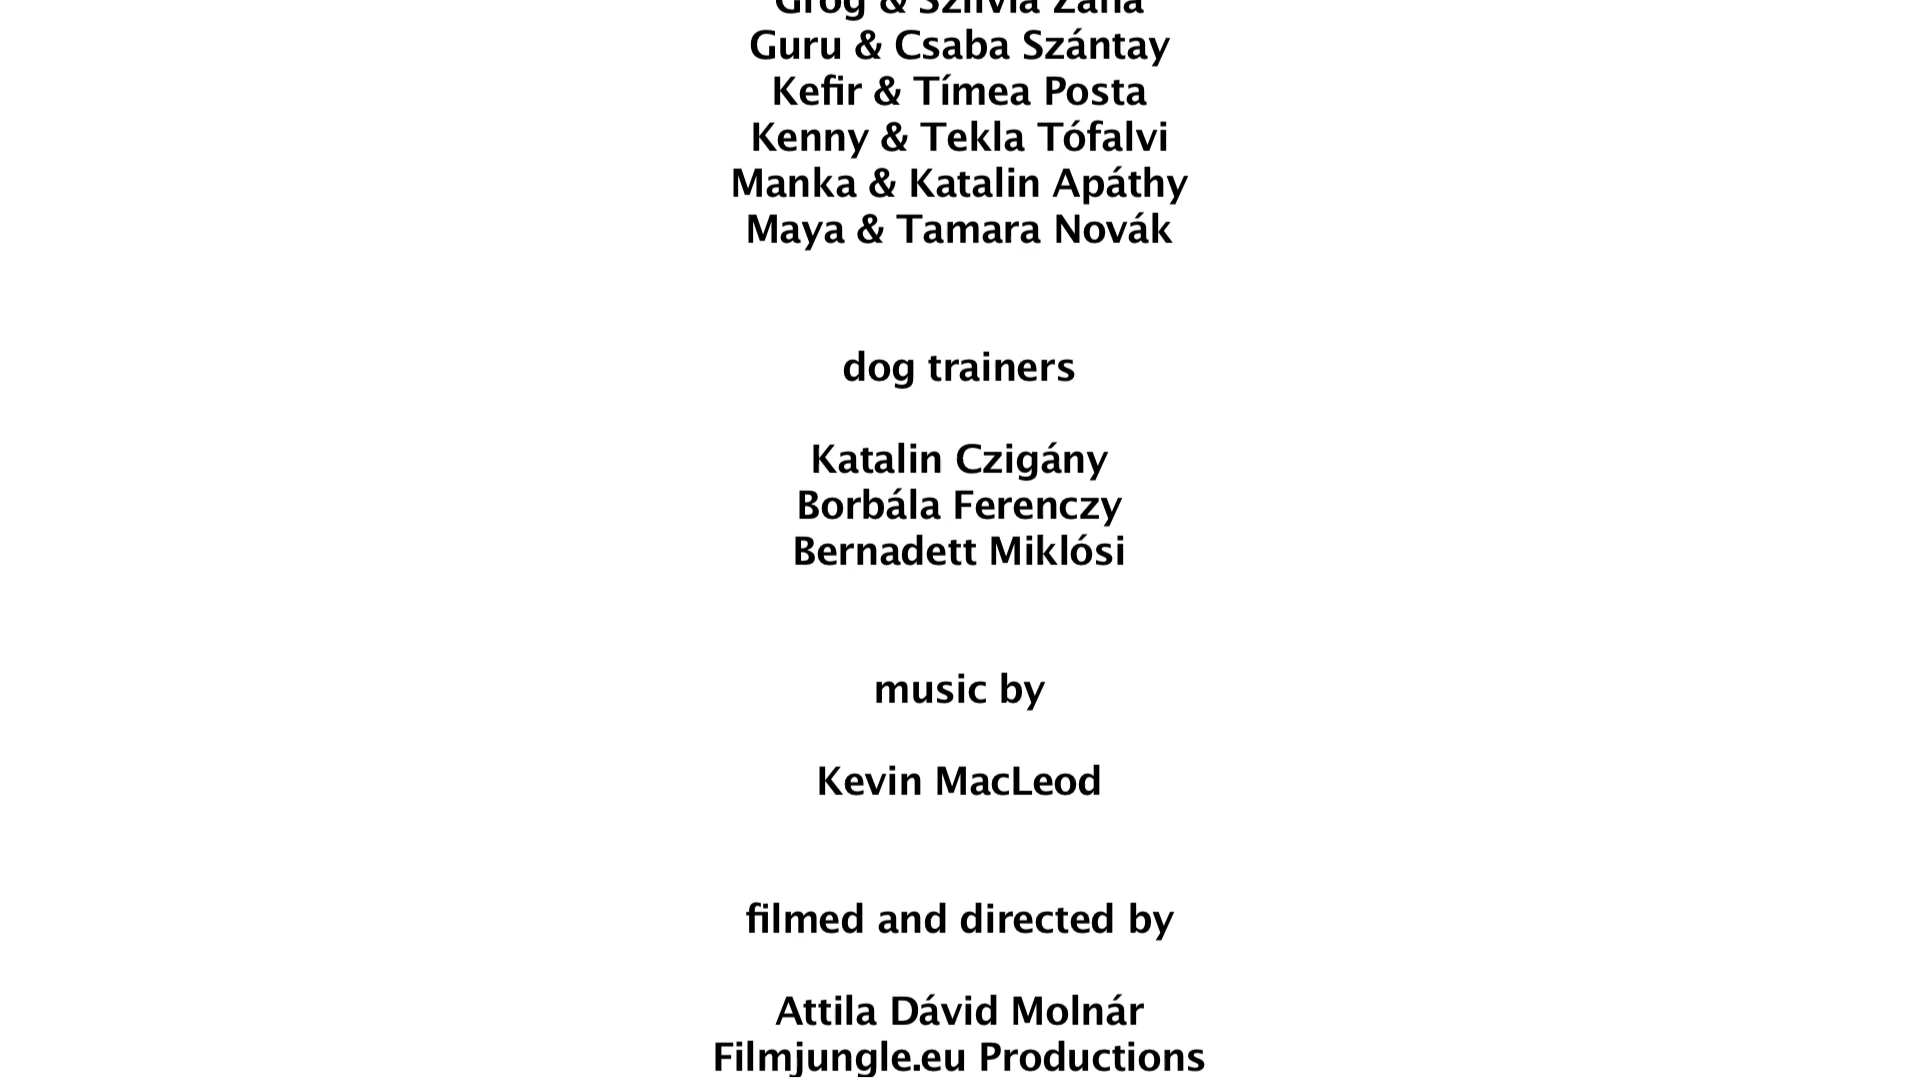 Guru & Csaba Szántay
Kefir & Tímea Posta
Kenny & Tekla Tófalvi
Manka & Katalin Apáthy
Maya & Tamara Novák
dog trainers
Katalin Czigány
Borbála Ferenczy
Bernadett Miklósi
music by
Kevin MacLeod
filmed and directed by
Attila Dávid Molnár
Filmjungle.eu Productions